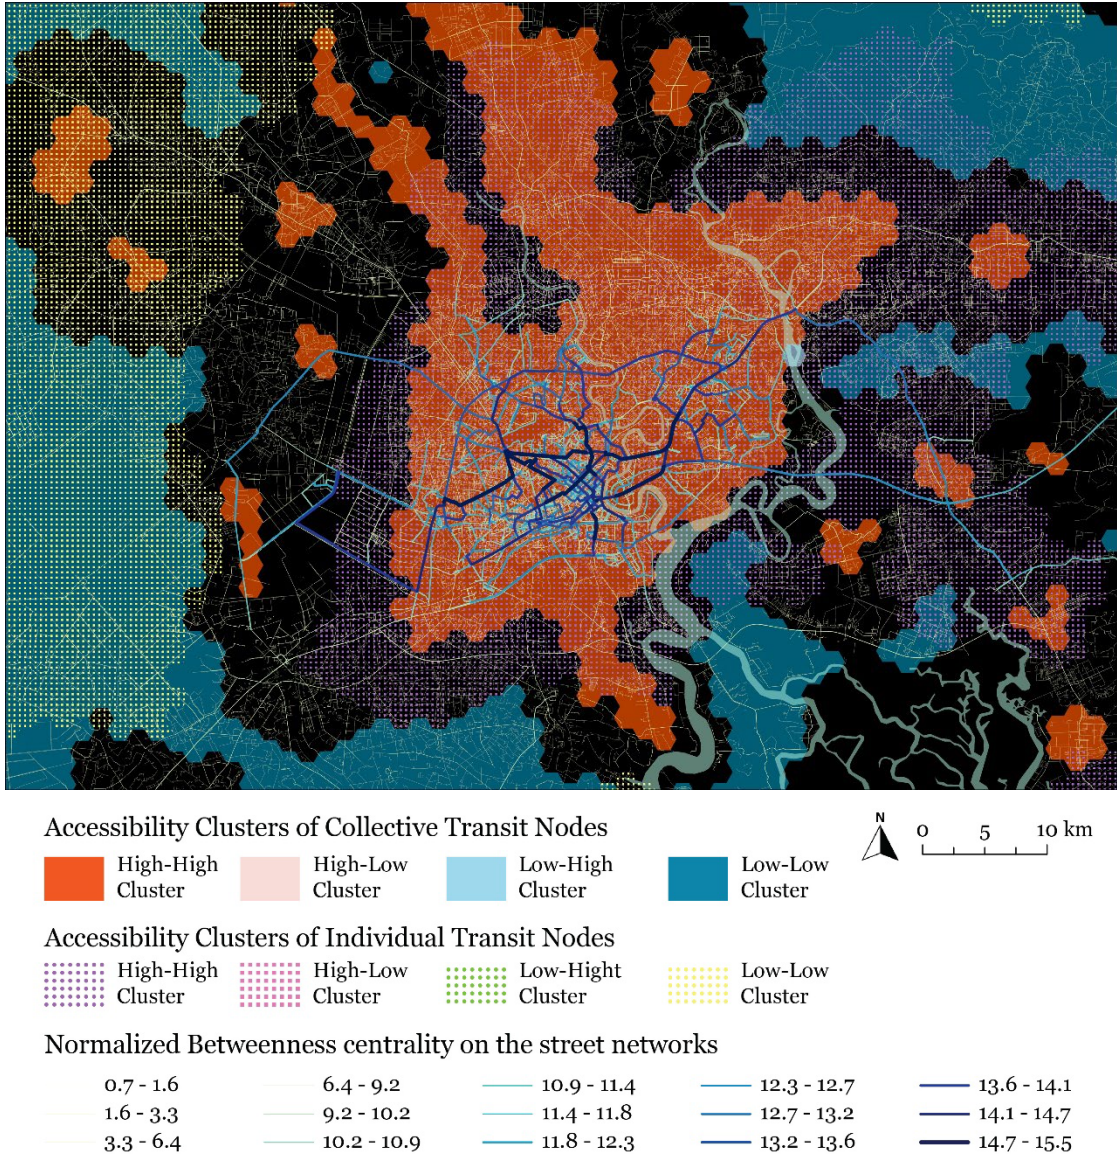 Accessibility Clusters of Collective Transit Nodes
N
0 5 10 km
High-High
Cluster
High-Low
Cluster
Low-High
Cluster
Low-Low
Cluster
Accessibility Clusters of Individual Transit Nodes
High-High
Cluster
High-Low
Cluster
Low-Hight
Cluster
Low-Low
Cluster
Normalized Betweenness centrality on the street networks
0.7 - 1.6
6.4 - 9.2
10.9 - 11.4
12.3 - 12.7
13.6 - 14.1
1.6 - 3.3
9.2 - 10.2
11.4 - 11.8
12.7 - 13.2
14.1 - 14.7
3.3 - 6.4
10.2 - 10.9
11.8 - 12.3
13.2 - 13.6
14.7 - 15.5